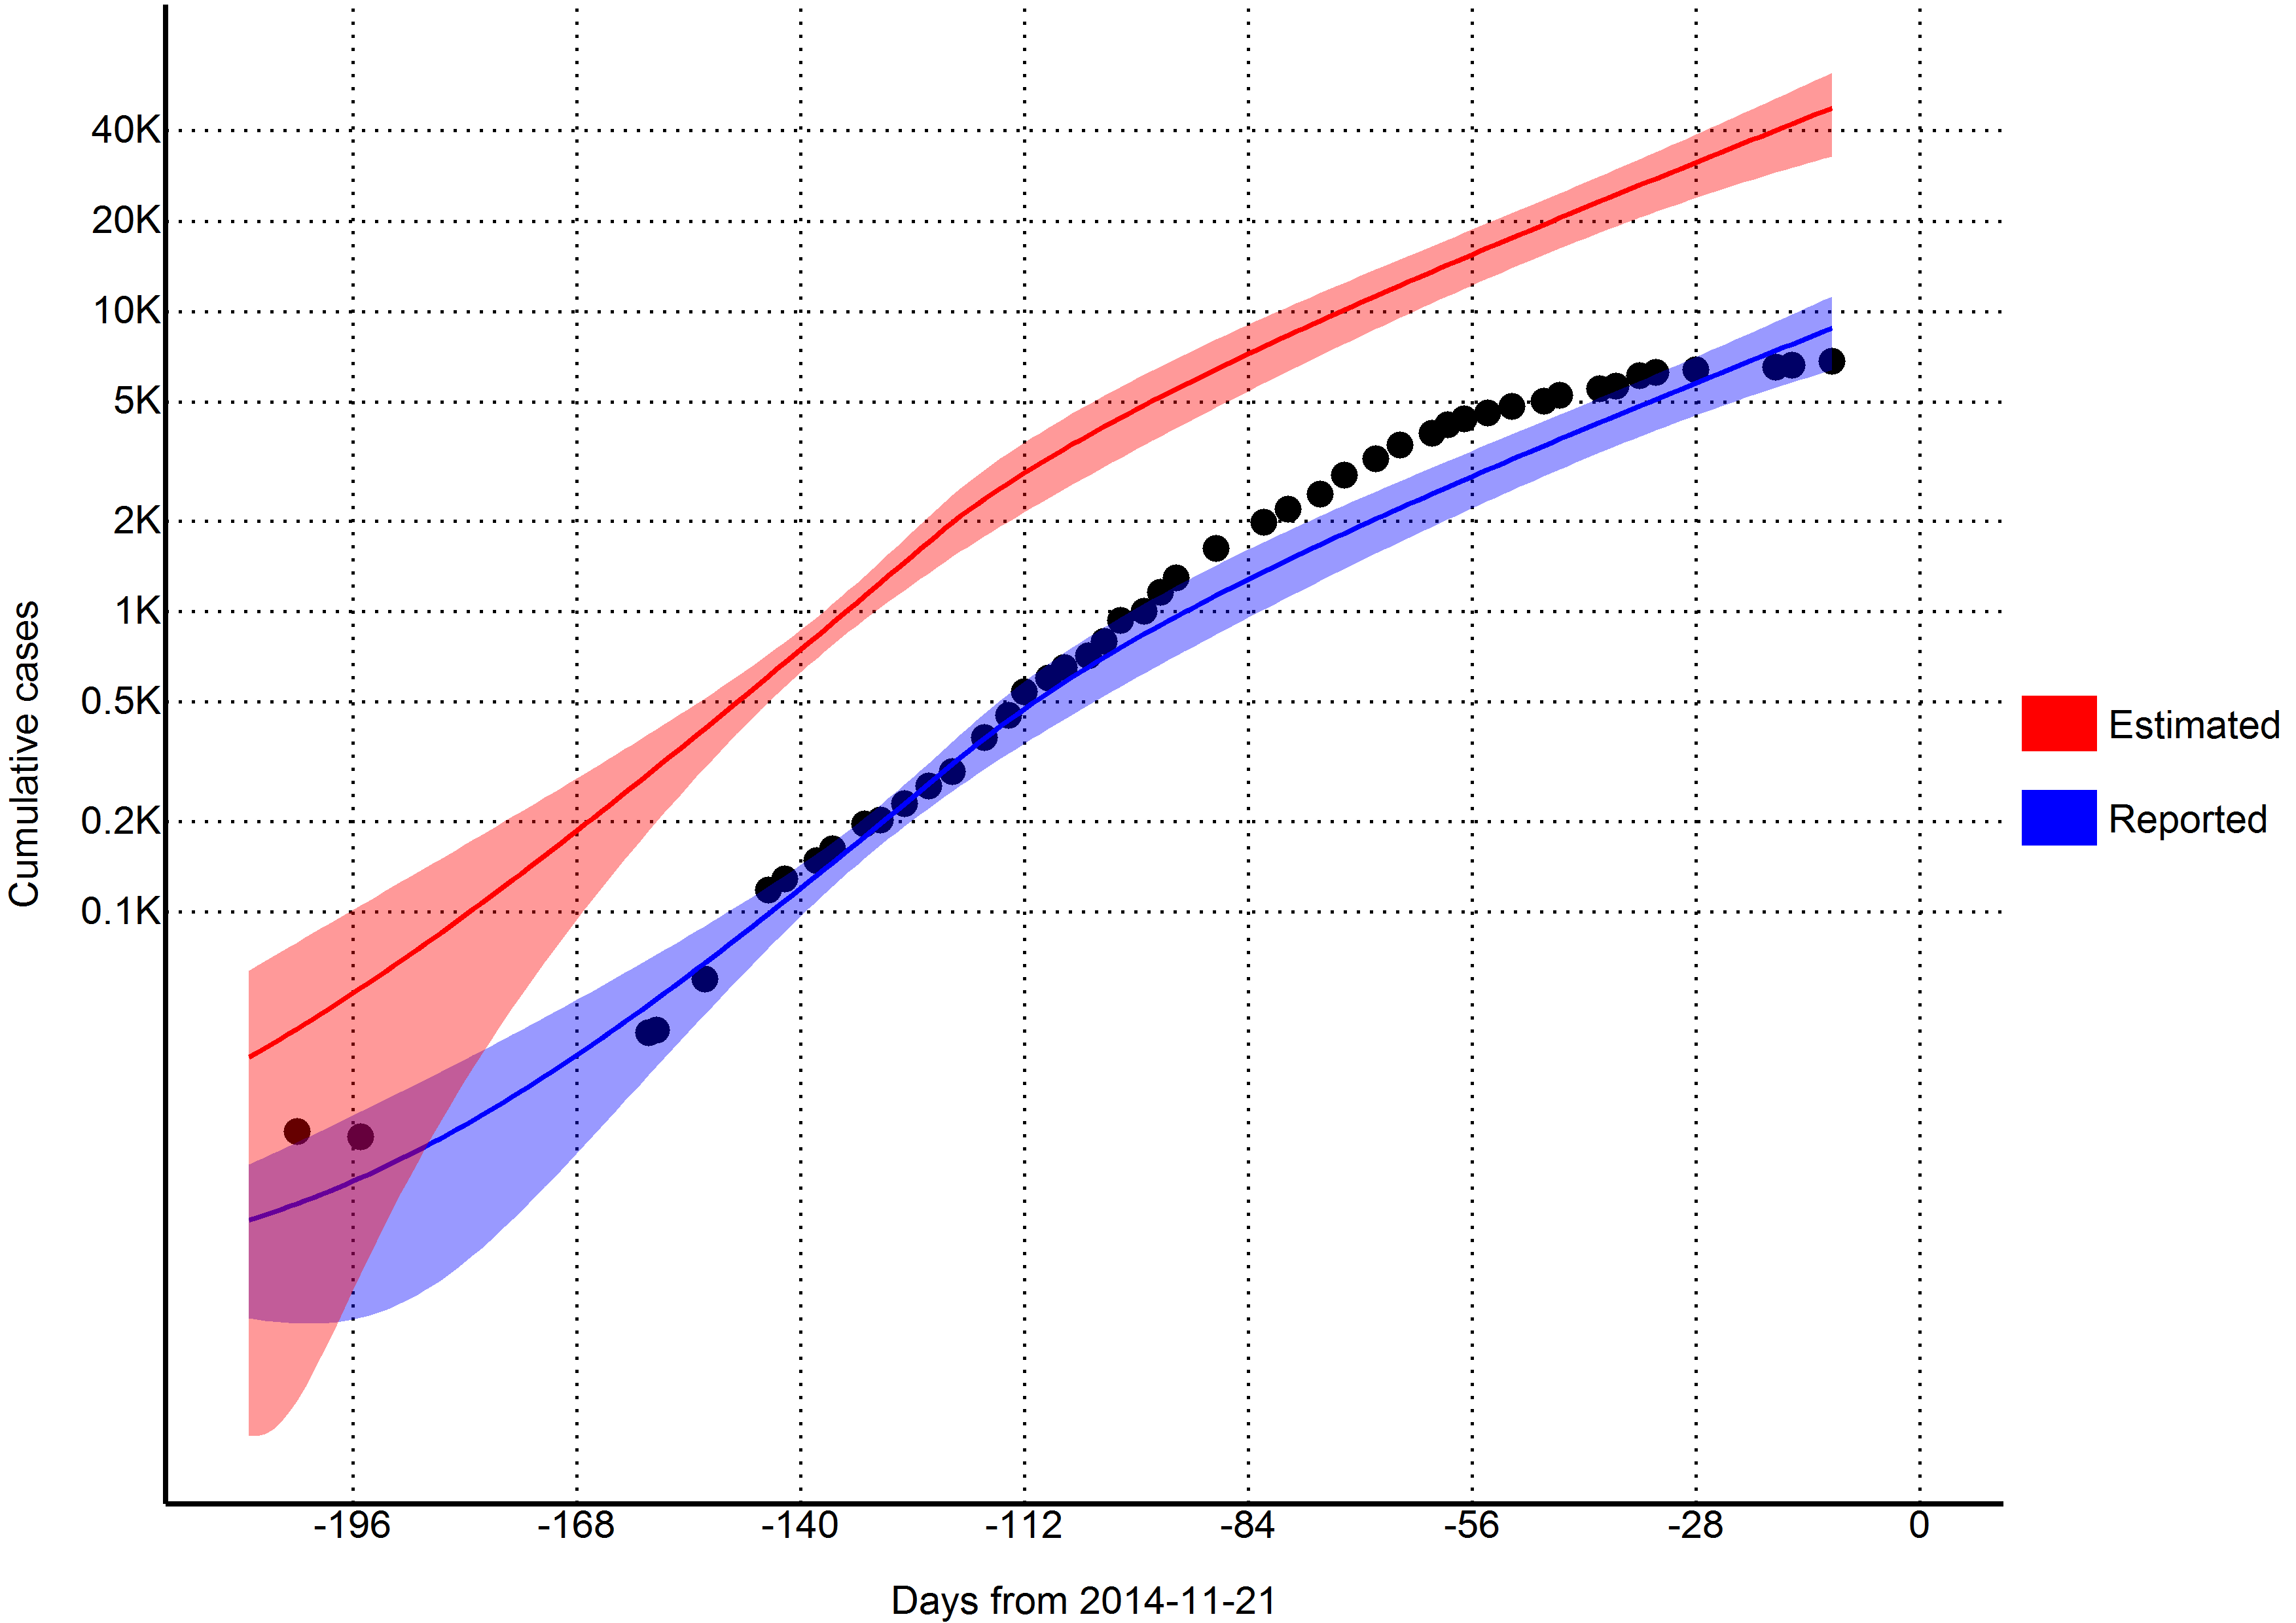 40K
20K
10K
5K
2K
1K
0.5K
0.2K
0.1K
Cumulative cases
-196
-168
-140
-112
-84
-56
-28
0
Days from 2014-11-21
Estimated
Reported